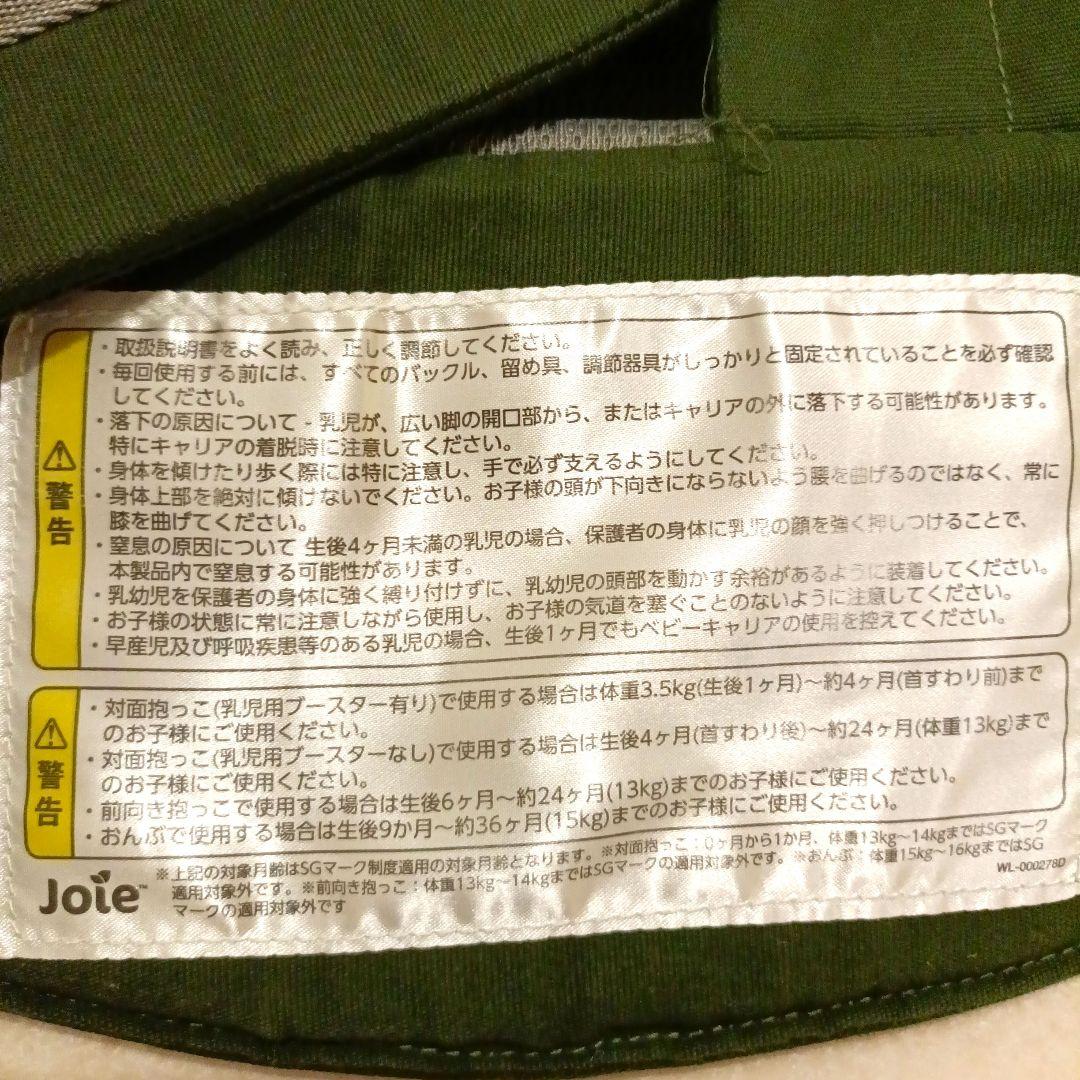 警告
・取扱説明書をよく読み、正しく調節してください。
・毎回使用する前には、すべてのバックル、留め具、調節器具がしっかりと固定されていることを必ず確認
してください。
・落下の原因について - 乳児が、広い脚の開口部から、またはキャリアの外に落下する可能性があります。
特にキャリアの着脱時に注意してください。
・身体を傾けたり歩く際には特に注意し、手で必ず支えるようにしてください。
・身体上部を絶対に傾けないでください。お子様の頭が下向きにならないよう腰を曲げるのではなく、常に
膝を曲げてください。
・窒息の原因について 生後4ヶ月未満の乳児の場合、保護者の身体に乳児の顔を強く押しつけることで、
本製品内で窒息する可能性があります。
・乳幼児を保護者の身体に強く縛り付けずに、乳幼児の頭部を動かす余裕があるように装着してください。
・お子様の状態に常に注意しながら使用し、お子様の気道を塞ぐことのないように注意してください。
・早産児及び呼吸疾患等のある乳児の場合、生後1ヶ月でもベビーキャリアの使用を控えてください。
警告
・対面抱っこ(乳児用ブースター有り)で使用する場合は体重3.5kg(生後1ヶ月)～約4ヶ月(首すわり前)まで
のお子様にご使用ください。
・対面抱っこ(乳児用ブースターなし)で使用する場合は生後4ヶ月(首すわり後)～約24ヶ月(体重13kg)まで
のお子様にご使用ください。
・前向き抱っこで使用する場合は生後6ヶ月～約24ヶ月(13kg)までのお子様にご使用ください。
・おんぶで使用する場合は生後9か月～約36ヶ月(15kg)までのお子様にご使用ください。
Joie™
※上記の対象月齢はSGマーク制度適用の対象月齢となります。※対面抱っこ：0ヶ月から1か月、体重13kg～14kgまではSGマーク
適用対象外です。※前向き抱っこ：体重13kg～14kgまではSGマークの適用対象外です。※おんぶ：体重15kg～16kgまではSG
マークの適用対象外です
WL-000278D